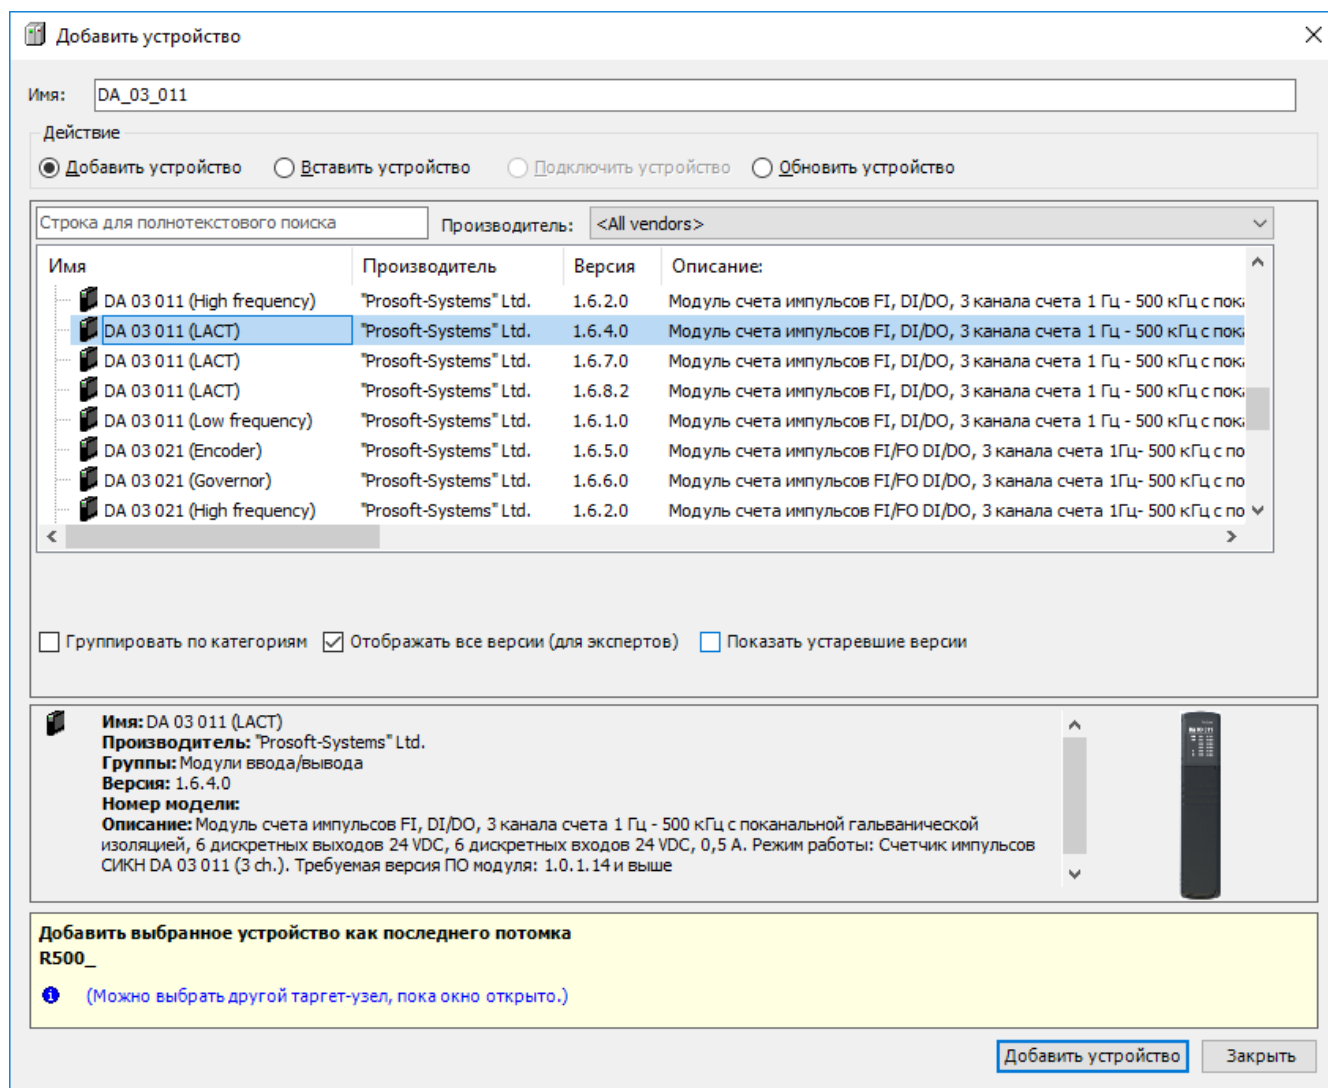 Добавить устройство
Имя: DA_03_011
Действие
Добавить устройство Вставить устройство Подключить устройство Обновить устройство
Строка для полнотекстового поиска Производитель: <All vendors>
Имя Производитель Версия Описание:
DA 03 011 (High frequency) "Prosoft-Systems" Ltd. 1.6.2.0 Модуль счета импульсов FI, DI/DO, 3 канала счета 1 Гц - 500 кГц с пока
DA 03 011 (LACT) "Prosoft-Systems" Ltd. 1.6.4.0 Модуль счета импульсов FI, DI/DO, 3 канала счета 1 Гц - 500 кГц с пока
DA 03 011 (LACT) "Prosoft-Systems" Ltd. 1.6.7.0 Модуль счета импульсов FI, DI/DO, 3 канала счета 1 Гц - 500 кГц с пока
DA 03 011 (LACT) "Prosoft-Systems" Ltd. 1.6.8.2 Модуль счета импульсов FI, DI/DO, 3 канала счета 1 Гц - 500 кГц с пока
DA 03 011 (Low frequency) "Prosoft-Systems" Ltd. 1.6.1.0 Модуль счета импульсов FI, DI/DO, 3 канала счета 1 Гц - 500 кГц с пока
DA 03 021 (Encoder) "Prosoft-Systems" Ltd. 1.6.5.0 Модуль счета импульсов FI/FO DI/DO, 3 канала счета 1Гц- 500 кГц с по
DA 03 021 (Governor) "Prosoft-Systems" Ltd. 1.6.6.0 Модуль счета импульсов FI/FO DI/DO, 3 канала счета 1Гц- 500 кГц с по
DA 03 021 (High frequency) "Prosoft-Systems" Ltd. 1.6.2.0 Модуль счета импульсов FI/FO DI/DO, 3 канала счета 1Гц- 500 кГц с по
Группировать по категориям Отображать все версии (для экспертов) Показать устаревшие версии
Имя: DA 03 011 (LACT)
Производитель: "Prosoft-Systems" Ltd.
Группы: Модули ввода/вывода
Версия: 1.6.4.0
Номер модели:
Описание: Модуль счета импульсов FI, DI/DO, 3 канала счета 1 Гц - 500 кГц с поканальной гальванической
изоляцией, 6 дискретных выходов 24 VDC, 6 дискретных входов 24 VDC, 0,5 А. Режим работы: Счетчик импульсов
СИКН DA 03 011 (3 ch.). Требуемая версия ПО модуля: 1.0.1.14 и выше
Добавить выбранное устройство как последнего потомка
R500_
(Можно выбрать другой таргет-узел, пока окно открыто.)
Добавить устройство Закрыть